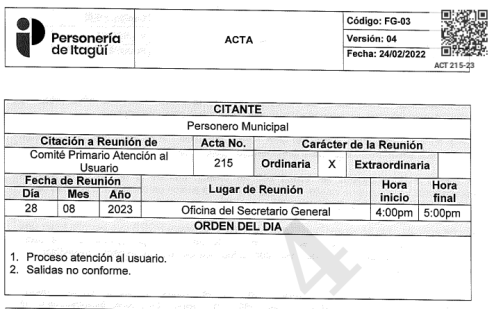 Personería
de Itagüí
ACTA
Código: FG-03
Versión: 04
Fecha: 24/02/2022
ACT 215-23
CITANTE
Personero Municipal
Citación a Reunión de Acta No. Carácter de la Reunión
Comité Primario Atención al
Usuario
215 Ordinaria X Extraordinaria
Fecha de Reunión Lugar de Reunión Hora inicio Hora final
Día Mes Año
28 08 2023 Oficina del Secretario General 4:00pm 5:00pm
ORDEN DEL DIA
1. Proceso atención al usuario.
2. Salidas no conforme.
4